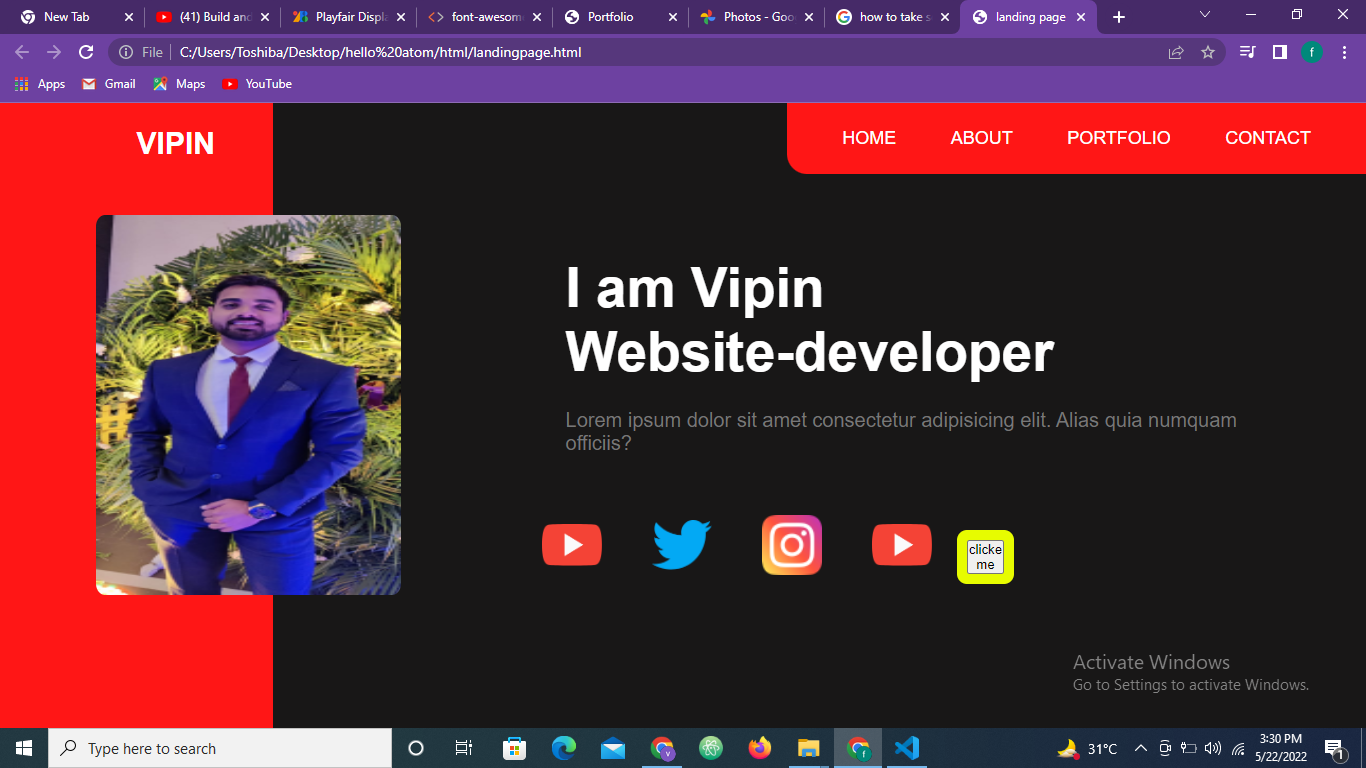 New Tab
(41) Build and
Playfair Displ
font-awesom
Portfolio
Photos - Goo
how to take s
landing page
File
C:/Users/Toshiba/Desktop/hello%20atom/html/landingpage.html
f
Apps
Gmail
Maps
YouTube
VIPIN
HOME
ABOUT
PORTFOLIO
CONTACT
I am Vipin
Website-developer
Lorem ipsum dolor sit amet consectetur adipisicing elit. Alias quia numquam
officiis?
clicke
me
Activate Windows
Go to Settings to activate Windows.
Type here to search
31°C
3:30 PM
5/22/2022
1